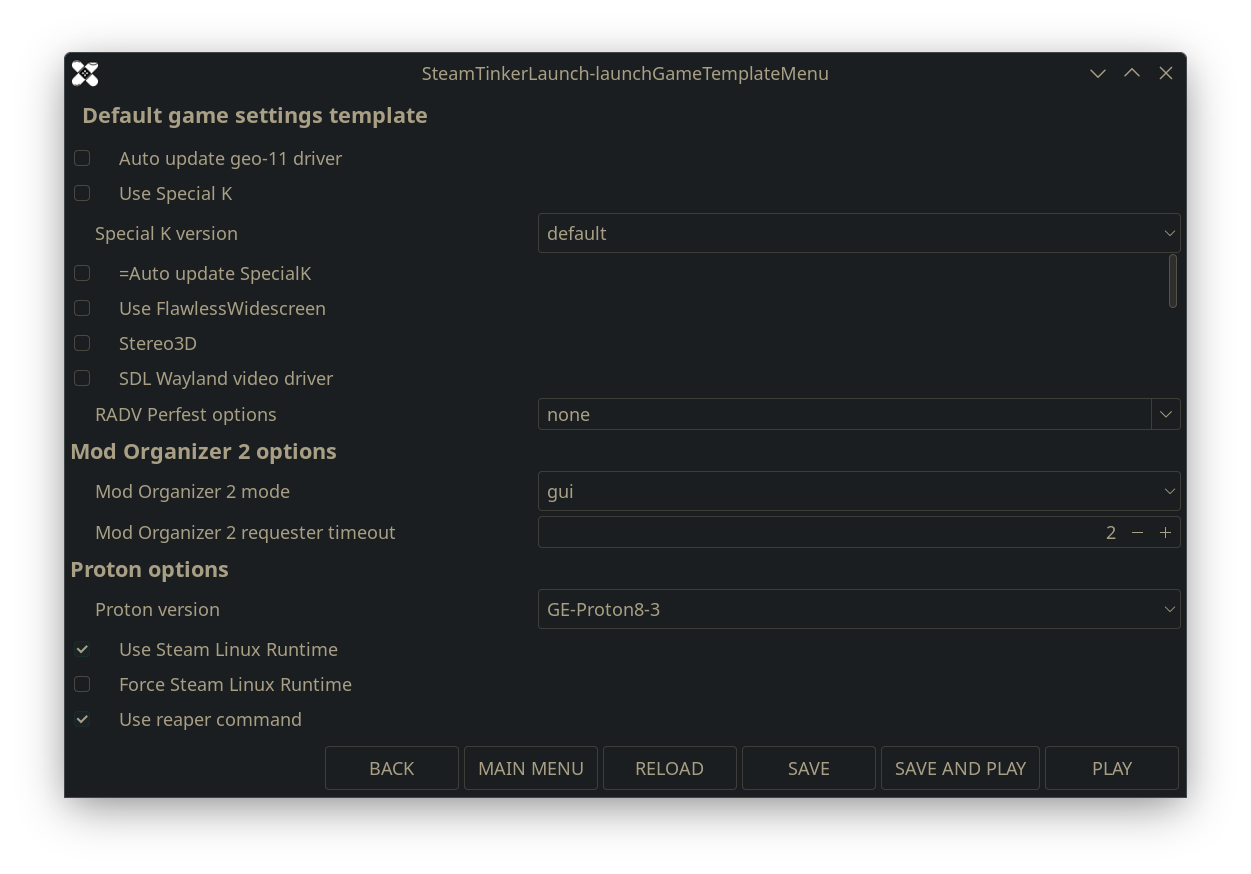 SteamTinkerLaunch-launchGameTemplateMenu
Default game settings template
Auto update geo-11 driver
Use Special K
Special K version default
=Auto update SpecialK
Use FlawlessWidescreen
Stereo3D
SDL Wayland video driver
RADV Perfest options none
Mod Organizer 2 options
Mod Organizer 2 mode gui
Mod Organizer 2 requester timeout 2
Proton options
Proton version GE-Proton8-3
Use Steam Linux Runtime
Force Steam Linux Runtime
Use reaper command
BACK MAIN MENU RELOAD SAVE SAVE AND PLAY PLAY